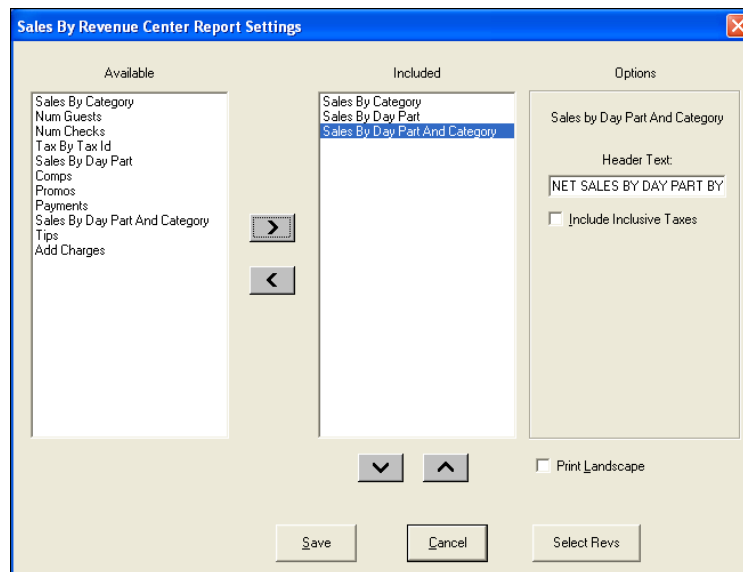 Sales By Revenue Center Report Settings
Available
Sales By Category
Num Guests
Num Checks
Tax By Tax Id
Sales By Day Part
Comps
Promos
Payments
Sales By Day Part And Category
Tips
Add Charges
Included
Sales By Category
Sales By Day Part
Sales By Day Part And Category
Options
Sales by Day Part And Category
Header Text:
NET SALES BY DAY PART BY
Include Inclusive Taxes
Print Landscape
Save
Cancel
Select Revs